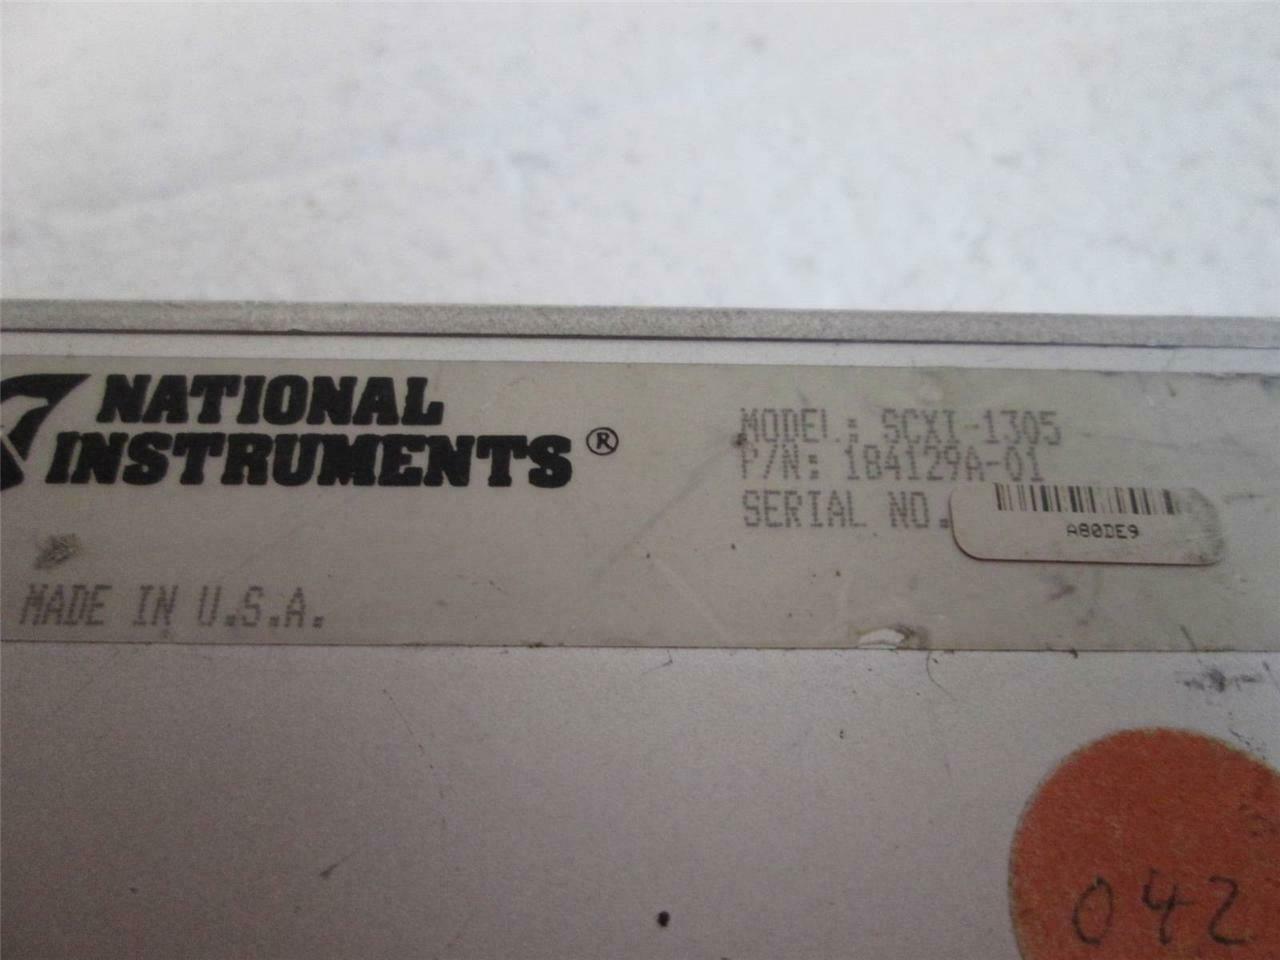 NATIONAL
INSTRUMENTS®
MODEL: SCXI-1305
P/N: 184129A-01
SERIAL NO.
A80DE9
MADE IN U.S.A.
042